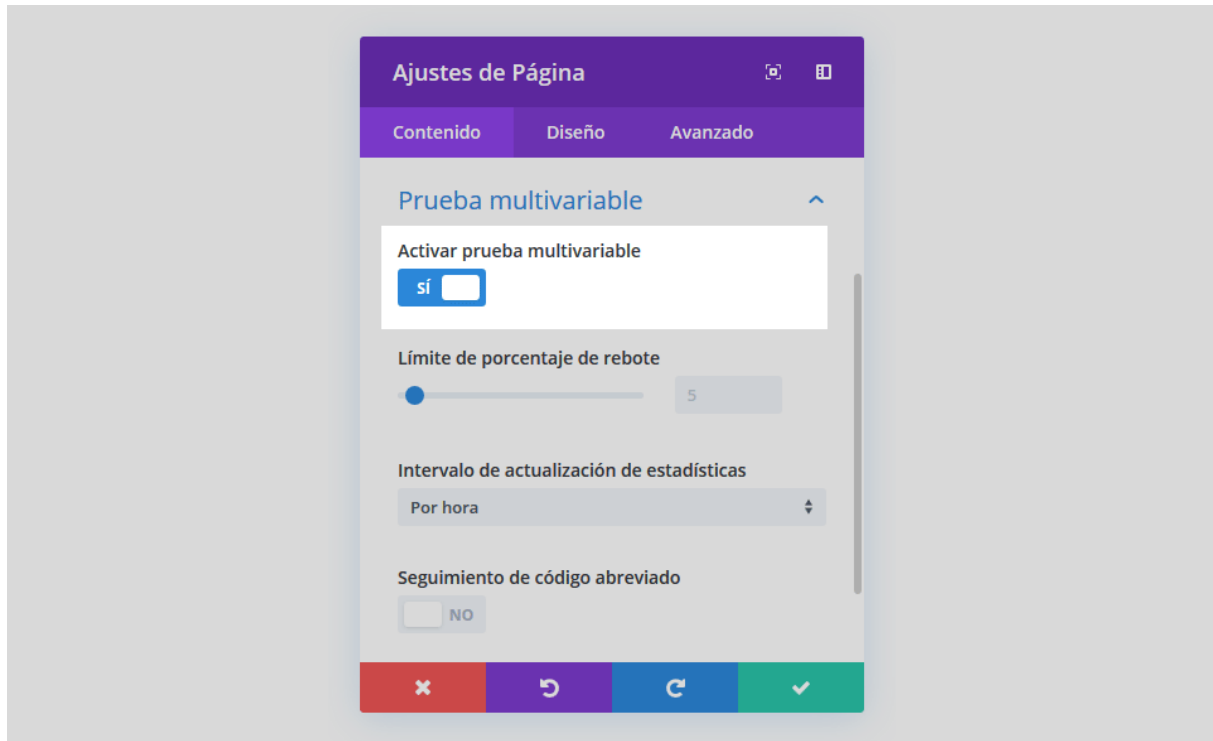 Ajustes de Página
Contenido Diseño Avanzado
Prueba multivariable
Activar prueba multivariable
SÍ
Límite de porcentaje de rebote
5
Intervalo de actualización de estadísticas
Por hora
Seguimiento de código abreviado
NO